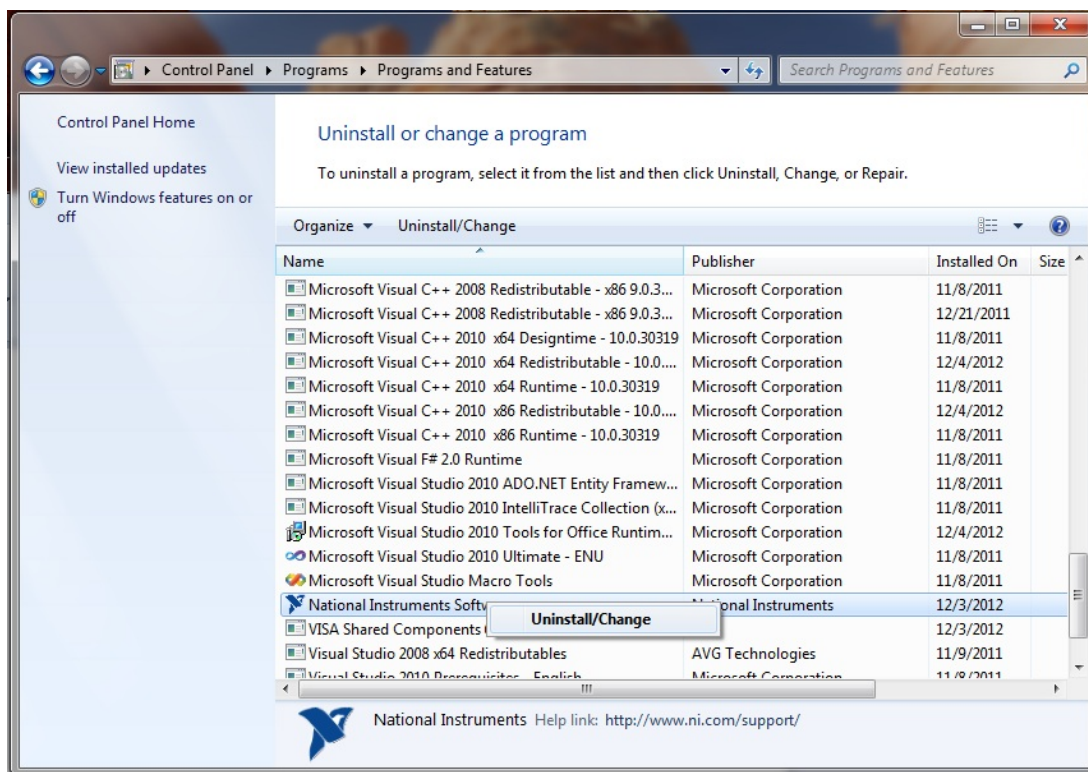 Control Panel ▸ Programs ▸ Programs and Features
Search Programs and Features
Control Panel Home
View installed updates
Turn Windows features on or
off
Uninstall or change a program
To uninstall a program, select it from the list and then click Uninstall, Change, or Repair.
Organize Uninstall/Change
Name Publisher Installed On Size
Microsoft Visual C++ 2008 Redistributable - x86 9.0.3... Microsoft Corporation 11/8/2011
Microsoft Visual C++ 2008 Redistributable - x86 9.0.3... Microsoft Corporation 12/21/2011
Microsoft Visual C++ 2010 x64 Designtime - 10.0.30319 Microsoft Corporation 11/8/2011
Microsoft Visual C++ 2010 x64 Redistributable - 10.0.... Microsoft Corporation 12/4/2012
Microsoft Visual C++ 2010 x64 Runtime - 10.0.30319 Microsoft Corporation 11/8/2011
Microsoft Visual C++ 2010 x86 Redistributable - 10.0.... Microsoft Corporation 12/4/2012
Microsoft Visual C++ 2010 x86 Runtime - 10.0.30319 Microsoft Corporation 11/8/2011
Microsoft Visual F# 2.0 Runtime Microsoft Corporation 11/8/2011
Microsoft Visual Studio 2010 ADO.NET Entity Framew... Microsoft Corporation 11/8/2011
Microsoft Visual Studio 2010 IntelliTrace Collection (x... Microsoft Corporation 11/8/2011
Microsoft Visual Studio 2010 Tools for Office Runtim... Microsoft Corporation 12/4/2012
Microsoft Visual Studio 2010 Ultimate - ENU Microsoft Corporation 11/8/2011
Microsoft Visual Studio Macro Tools Microsoft Corporation 11/8/2011
National Instruments Instruments 12/3/2012
Uninstall/Change
VISA Shared Components 12/3/2012
Visual Studio 2008 x64 Redistributables AVG Technologies 11/9/2011
Visual Studio 2010 Prerequisites - English Microsoft Corporation 11/8/2011
National Instruments Help link: http://www.ni.com/support/